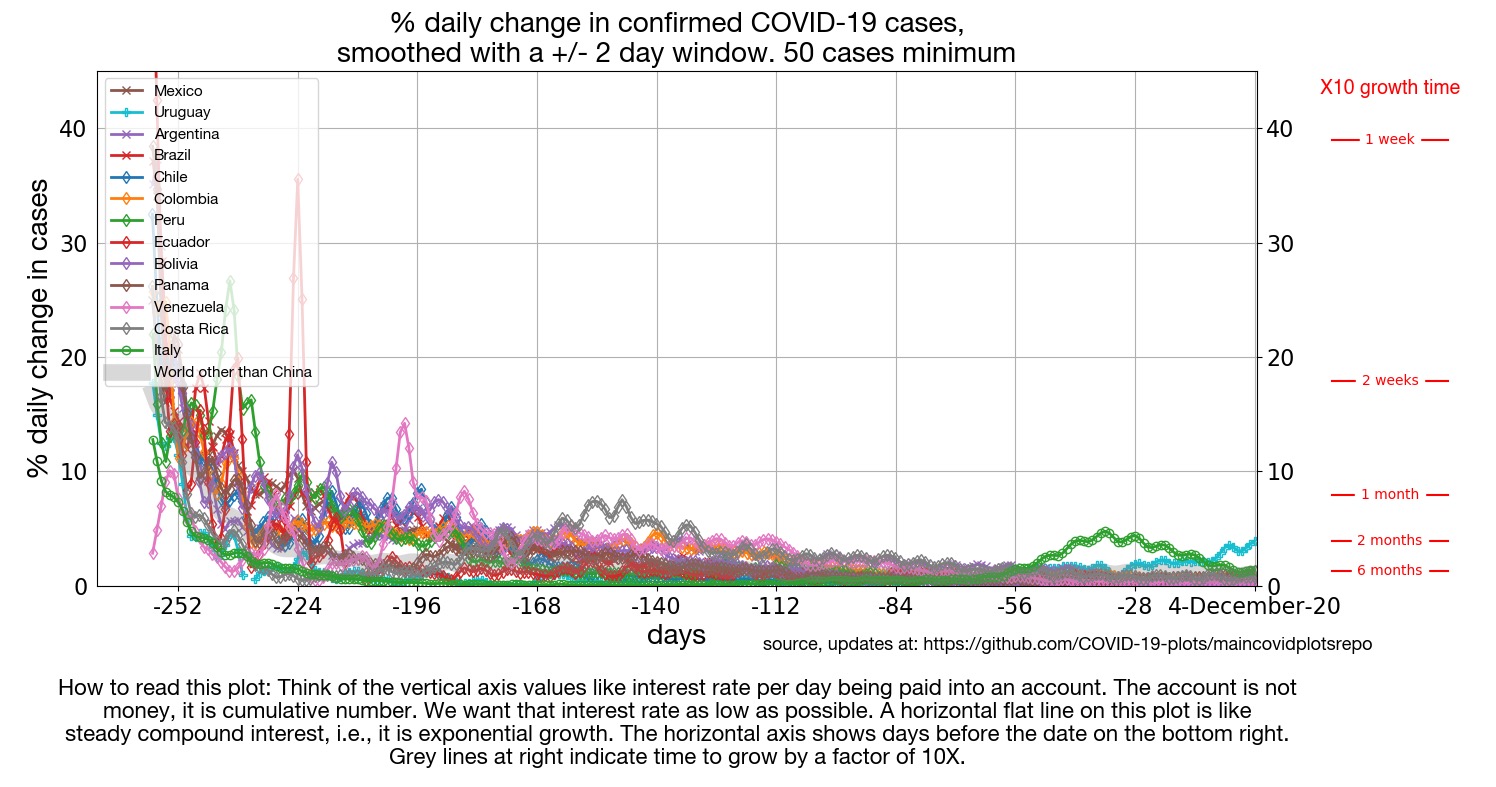 % daily change in confirmed COVID-19 cases,
smoothed with a +/- 2 day window. 50 cases minimum
X10 growth time
Mexico
Uruguay
Argentina
Brazil
Chile
Colombia
Peru
Ecuador
Bolivia
Panama
Venezuela
Costa Rica
Italy
World other than China
% daily change in cases
40
30
20
10
0
40
30
20
10
0
1 week
2 weeks
1 month
2 months
6 months
-252 -224 -196 -168 -140 -112 -84 -56 -28 4-December-20
days
source, updates at: https://github.com/COVID-19-plots/maincovidplotsrepo
How to read this plot: Think of the vertical axis values like interest rate per day being paid into an account. The account is not
money, it is cumulative number. We want that interest rate as low as possible. A horizontal flat line on this plot is like
steady compound interest, i.e., it is exponential growth. The horizontal axis shows days before the date on the bottom right.
Grey lines at right indicate time to grow by a factor of 10X.